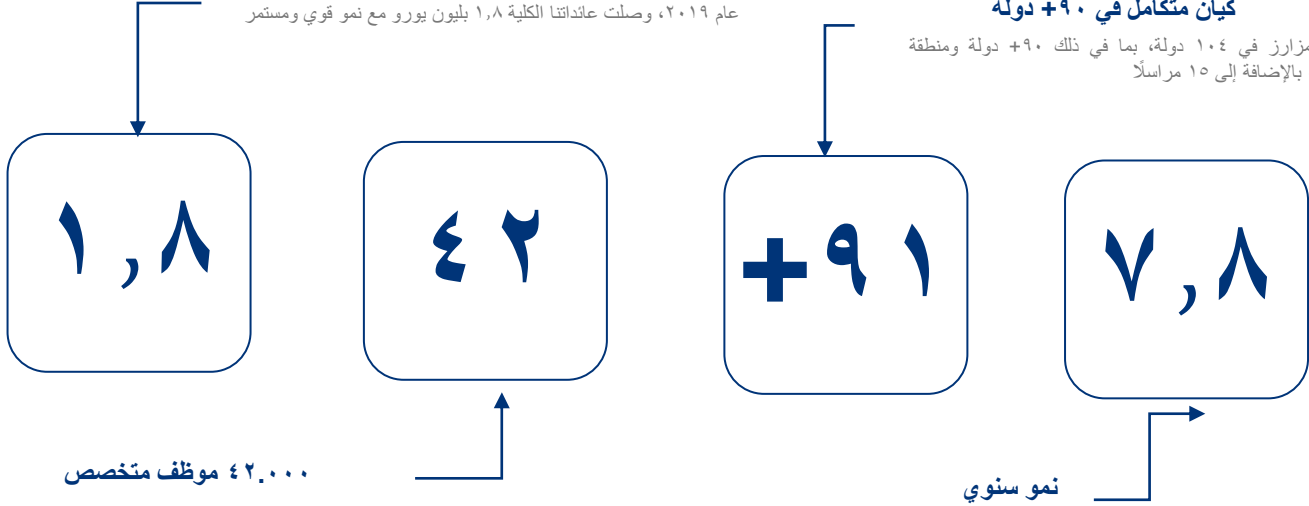 كيان متكامل في ٩٠+ دولة
مزارز في ١٠٤ دولة، بما في ذلك ٩٠+ دولة ومنطقة
بالإضافة إلى ١٥ مراسلًا
عام ٢٠١٩، وصلت عائداتنا الكلية ١,٨ بليون يورو مع نمو قوي ومستمر
٧,٨
٩١+
٤٢
١,٨
نمو سنوي
٤٢.٠٠٠ موظف متخصص